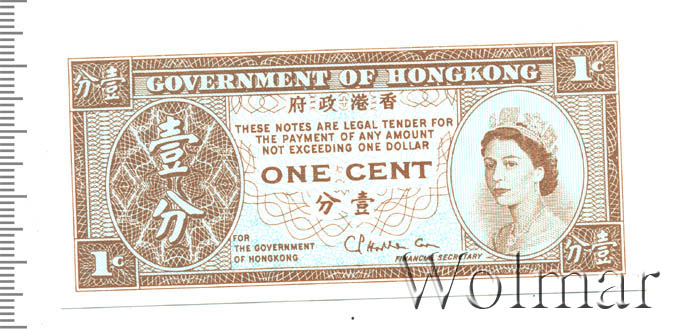 分壹 GOVERNMENT OF HONGKONG 1¢
府政港香
THESE NOTES ARE LEGAL TENDER FOR
THE PAYMENT OF ANY AMOUNT
NOT EXCEEDING ONE DOLLAR
ONE CENT
分壹
壹
分
FOR
THE GOVERNMENT
OF HONGKONG
FINANCIAL SECRETARY
1¢
分壹
Wolmar